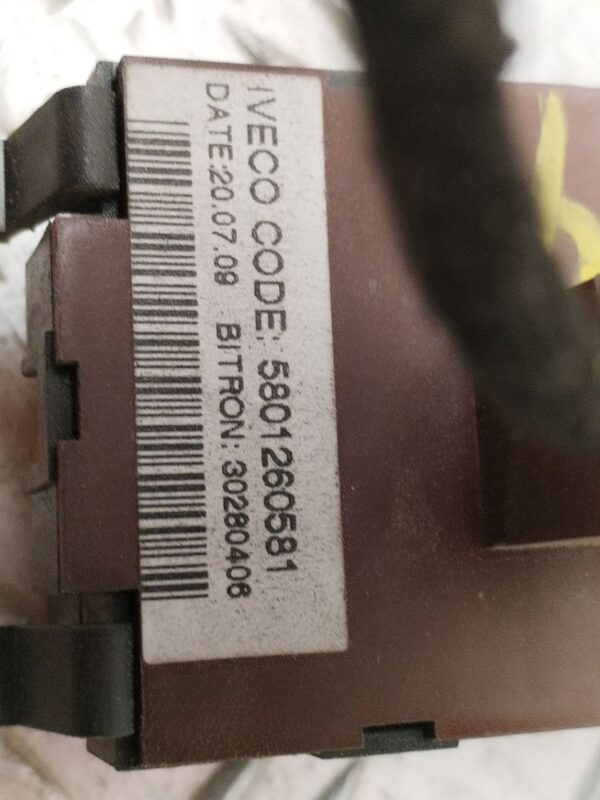 IVECO CODE: 5801260581
DATE:20.07.09 BITRON: 30280406